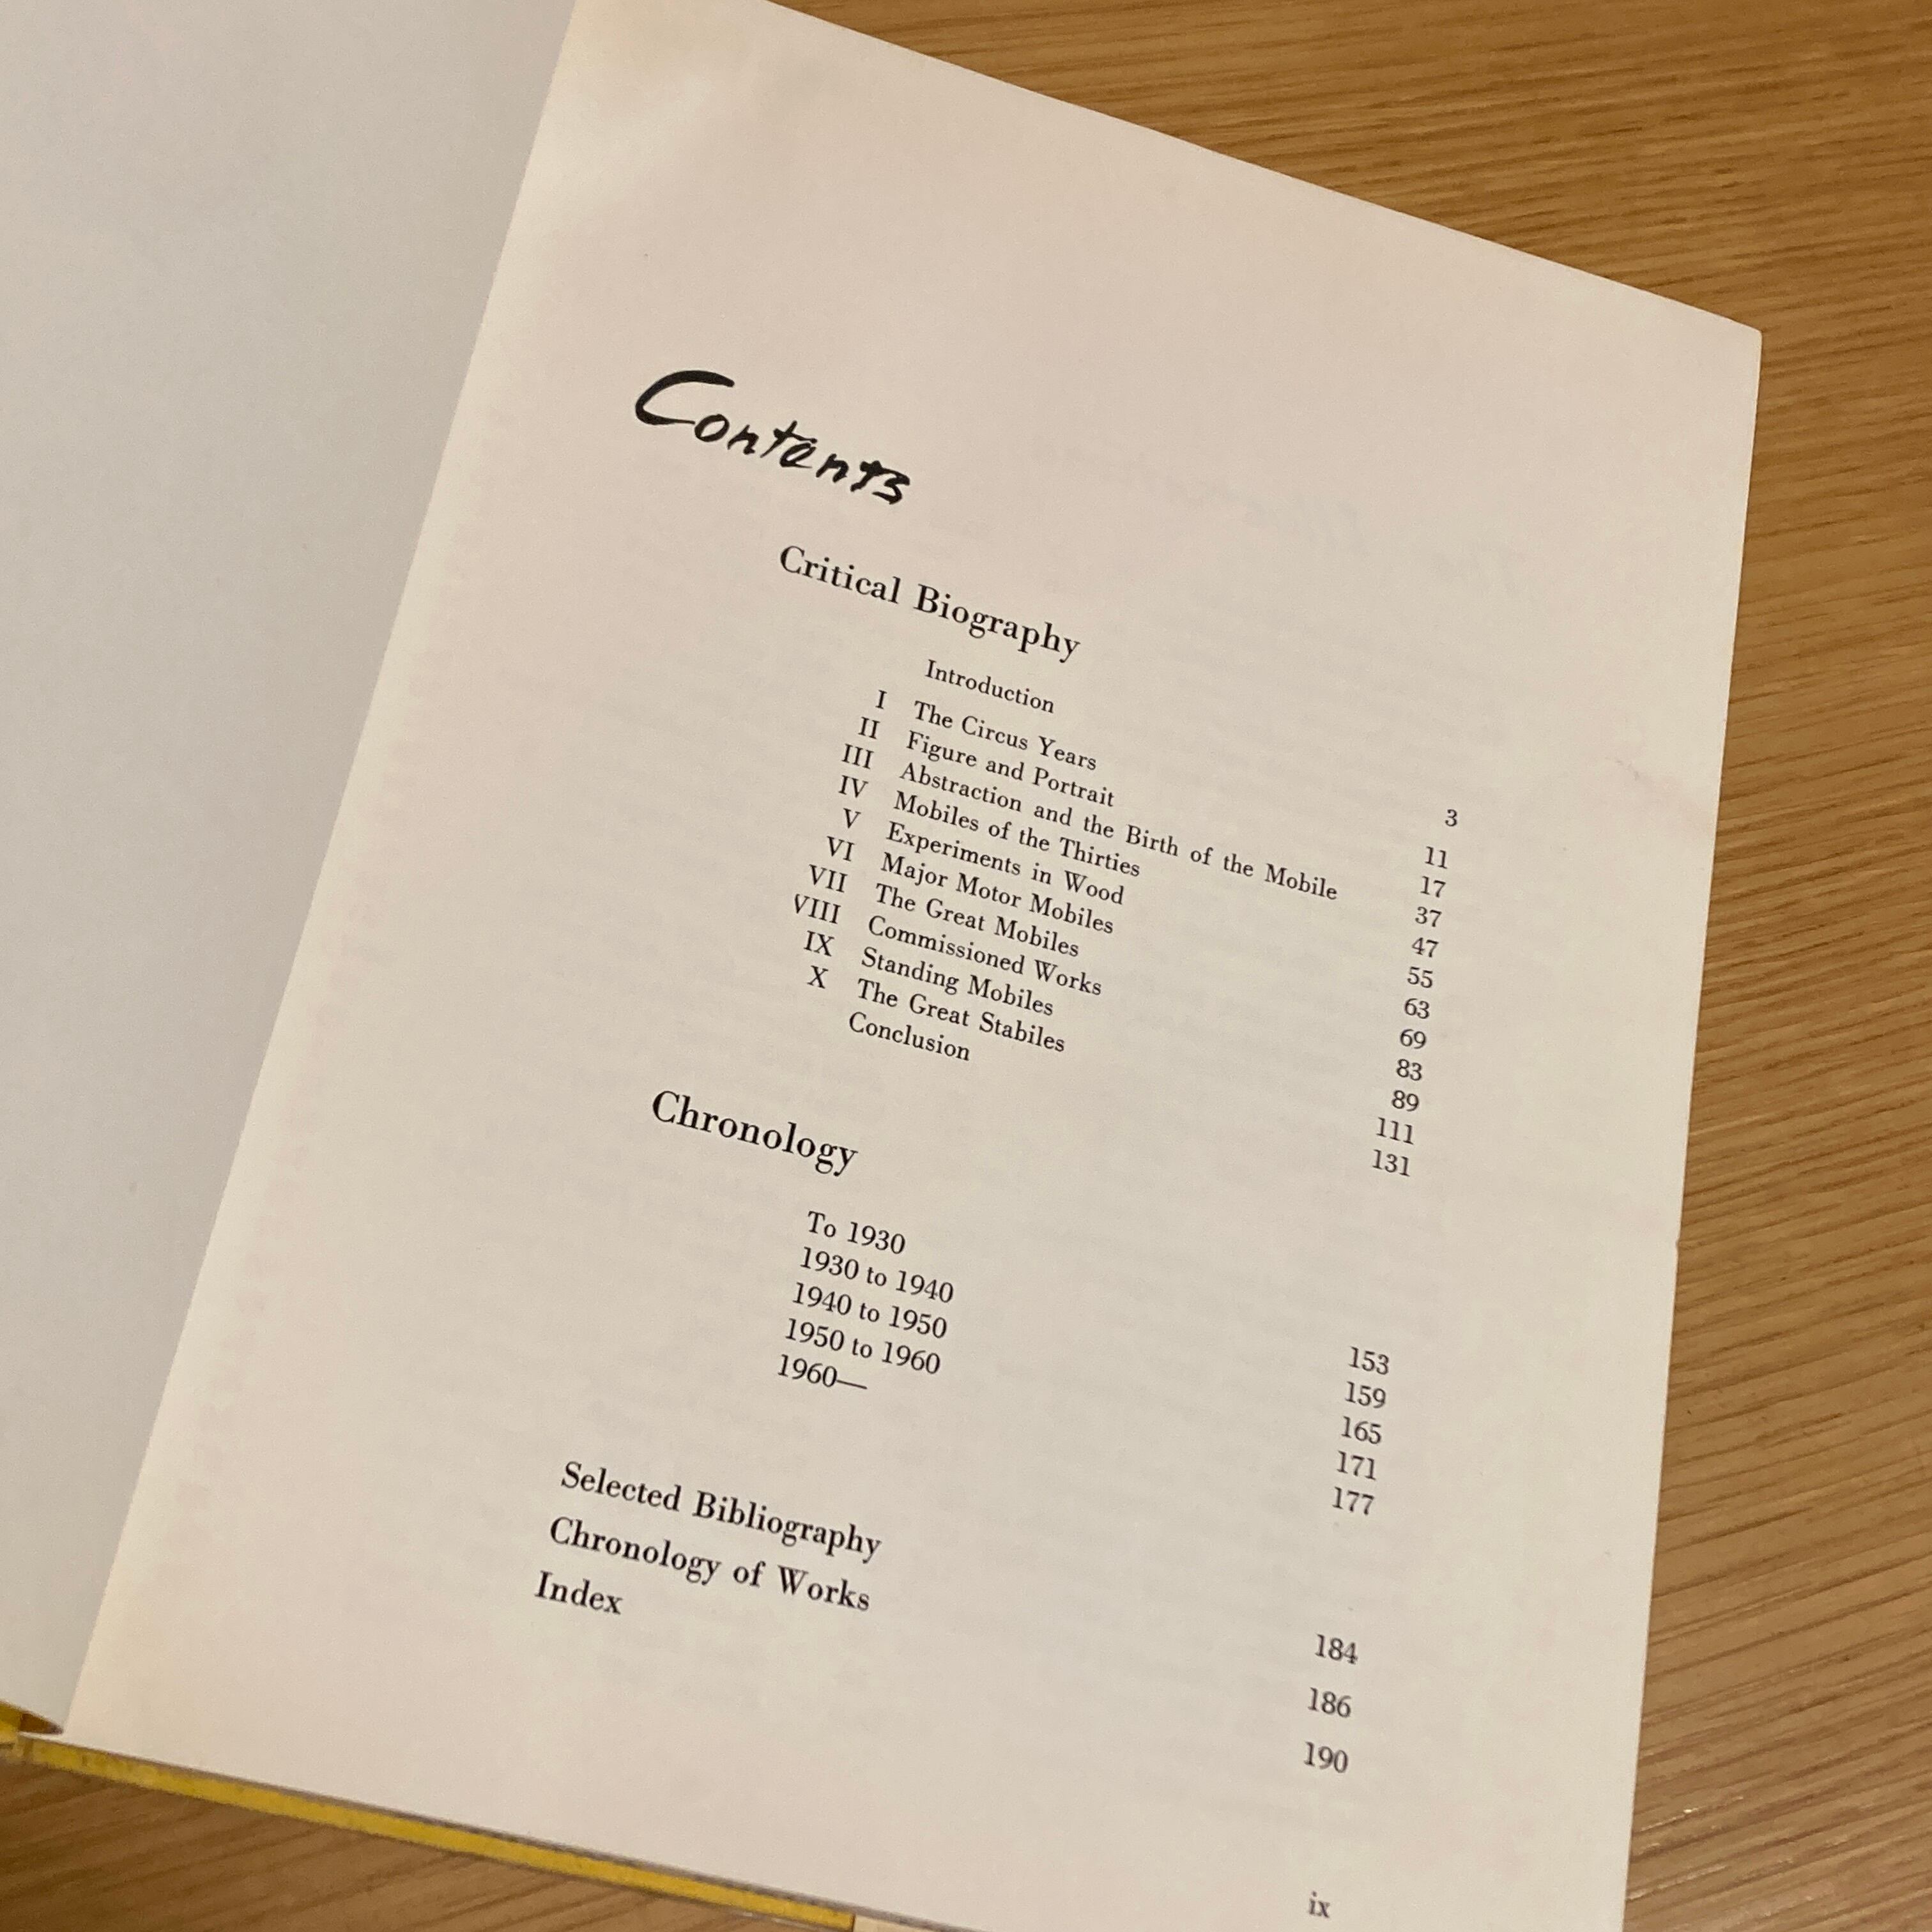 Contents
Critical Biography
Introduction 3
I The Circus Years 11
II Figure and Portrait 17
III Abstraction and the Birth of the Mobile 37
IV Mobiles of the Thirties 47
V Experiments in Wood 55
VI Major Motor Mobiles 63
VII The Great Mobiles 69
VIII Commissioned Works 83
IX Standing Mobiles 89
X The Great Stabiles 111
Conclusion 131
Chronology
To 1930 153
1930 to 1940 159
1940 to 1950 165
1950 to 1960 171
1960— 177
Selected Bibliography 184
Chronology of Works 186
Index 190
ix